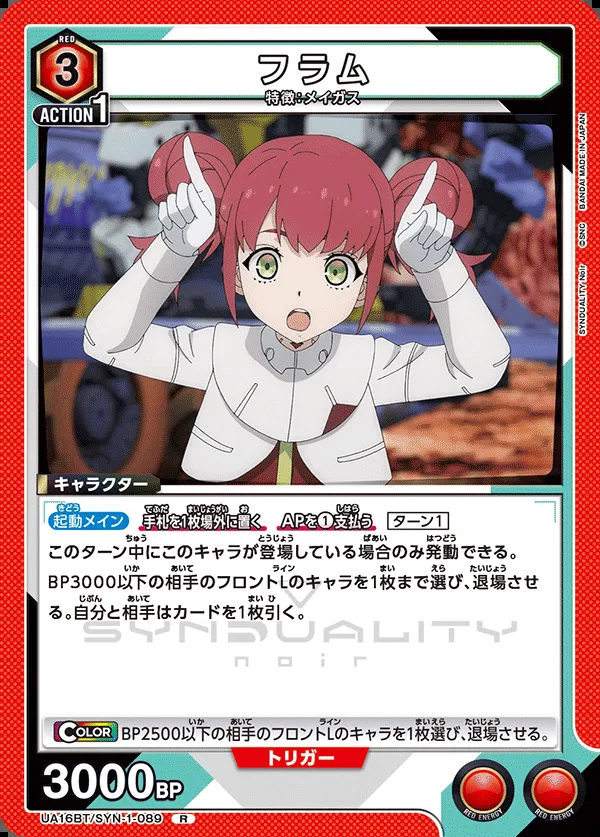 RED
3
ACTION1
フラム
特徴:メイガス
SYNDUALITY Noir ©SNC BANDAI MADE IN JAPAN
キャラクター
起動メイン 手札を1枚場外に置く APを1支払う ターン1
このターン中にこのキャラが登場している場合のみ発動できる。
BP3000以下の相手のフロントLのキャラを1枚まで選び、退場させ
る。自分と相手はカードを1枚引く。
SYNDUALITY
noir
COLOR BP2500以下の相手のフロントLのキャラを1枚選び、退場させる。
トリガー
3000BP
RED ENERGY RED ENERGY
UA16BT/SYN-1-089 R